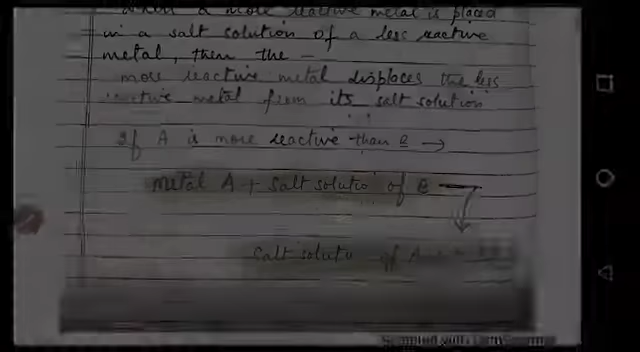 when a more reactive metal is placed
in a salt solution of a less reactive
metal, then the —
more reactive metal displaces the less
reactive metal from its salt solution
If A is more reactive than B →
metal A + salt solutio of B
salt solutio of A +
Scanned with CamScanner